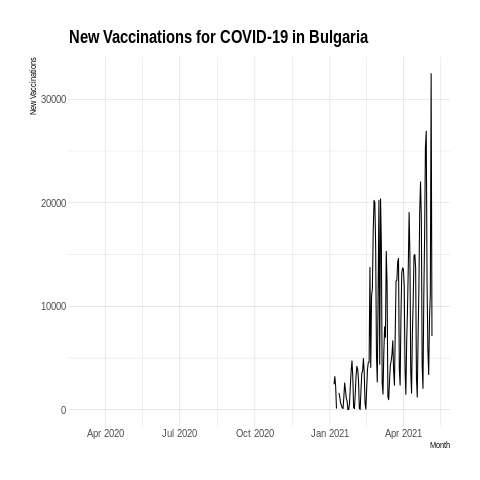 New Vaccinations for COVID-19 in Bulgaria
New Vaccinations
30000
20000
10000
0
Apr 2020
Jul 2020
Oct 2020
Jan 2021
Apr 2021
Month